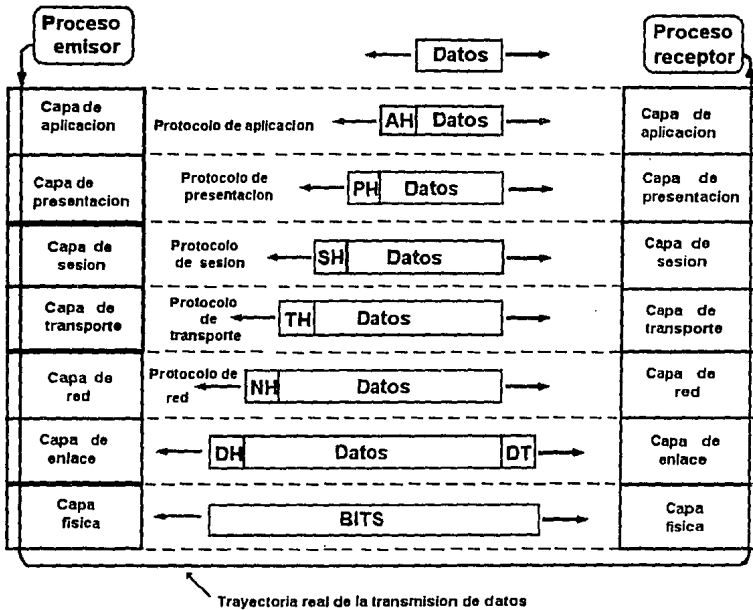 Proceso
emisor
Datos
Proceso
receptor
Capa de
aplicacion
Protocolo de aplicacion
AH Datos
Capa de
aplicacion
Capa de
presentacion
Protocolo de
presentacion
PH Datos
Capa de
presentacion
Capa de
sesion
Protocolo
de sesion
SH Datos
Capa de
sesion
Capa de
transporte
Protocolo
de
transporte
TH Datos
Capa de
transporte
Capa de
red
Protocolo de
red
NH Datos
Capa de
red
Capa de
enlace
DH Datos DT
Capa de
enlace
Capa
fisica
BITS
Capa
fisica
Trayectoria real de la transmision de datos